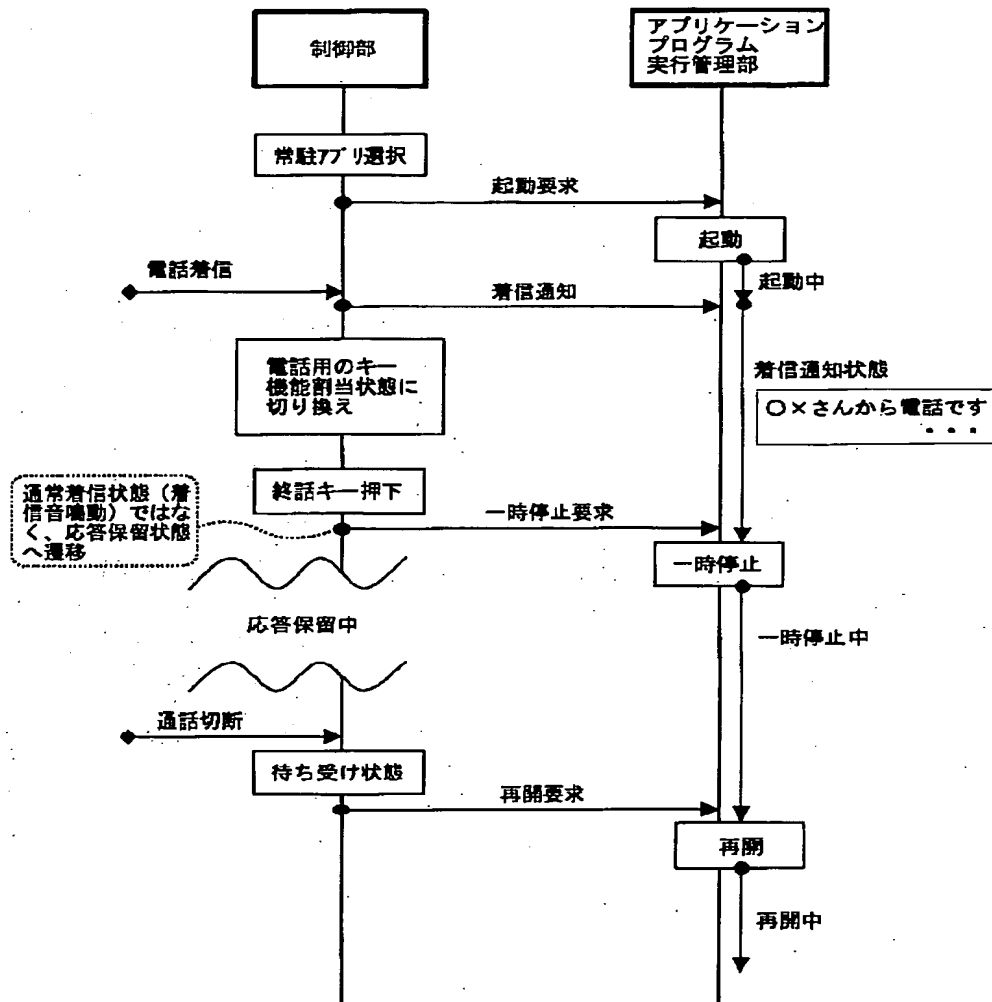 制御部
アプリケーション
プログラム
実行管理部
常駐ｱﾌﾟﾘ選択
起動要求
起動
電話着信
着信通知
起動中
電話用のキー
機能割当状態に
切り換え
着信通知状態
○×さんから電話です
・・・
終話キー押下
通常着信状態（着
信音鳴動）ではな
く、応答保留状態
へ遷移
一時停止要求
一時停止
応答保留中
一時停止中
通話切断
待ち受け状態
再開要求
再開
再開中